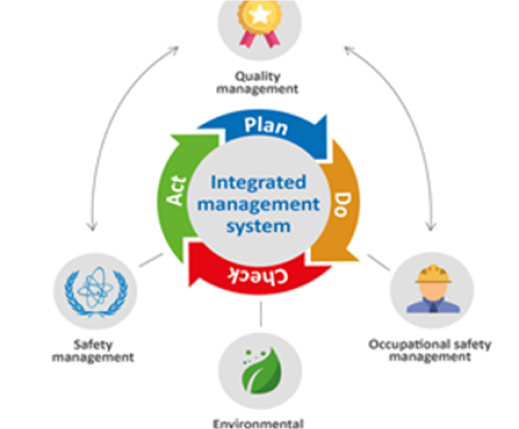 Quality
management
Plan
Do
Check
Act
Integrated
management
system
Safety
management
Occupational safety
management
Environmental